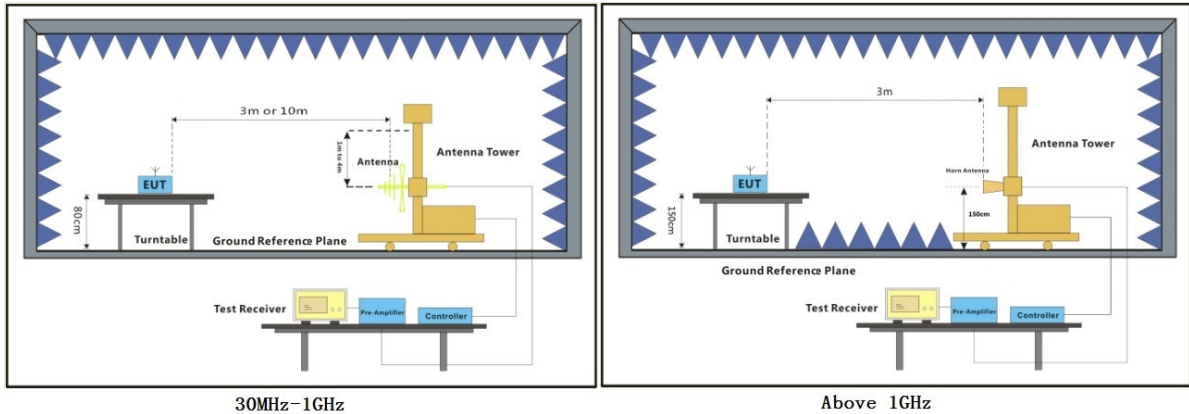 3m or 10m
Antenna
1m to 4m
Antenna Tower
EUT
80cm
Turntable
Ground Reference Plane
Test Receiver
Pre-Amplifier
Controller
30MHz-1GHz
3m
Antenna Tower
Horn Antenna
EUT
150cm
150cm
Turntable
Ground Reference Plane
Test Receiver
Pre-Amplifier
Controller
Above 1GHz